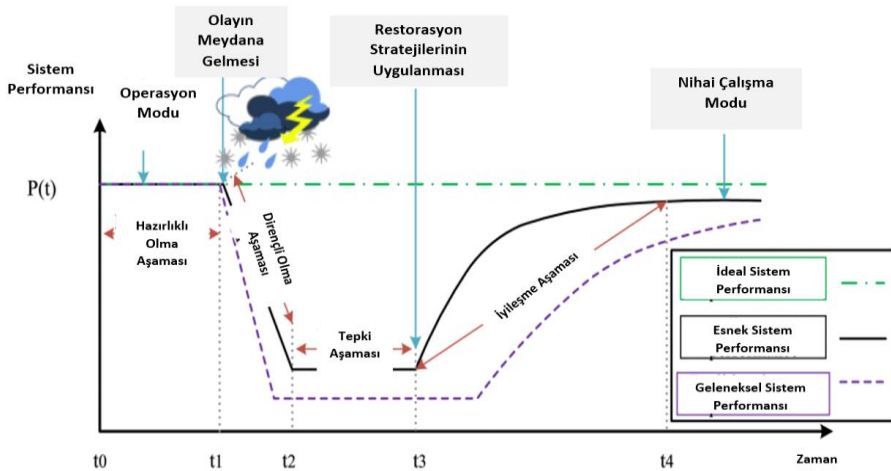 Olayın
Meydana
Gelmesi
Restorasyon
Stratejilerinin
Uygulanması
Sistem
Performansı
Operasyon
Modu
Nihai Çalışma
Modu
P(t)
Hazırlıklı
Olma
Aşaması
Dirençli Olma
Aşaması
Tepki
Aşaması
İyileşme Aşaması
İdeal Sistem
Performansı
Esnek Sistem
Performansı
Geleneksel Sistem
Performansı
t0
t1
t2
t3
t4
Zaman